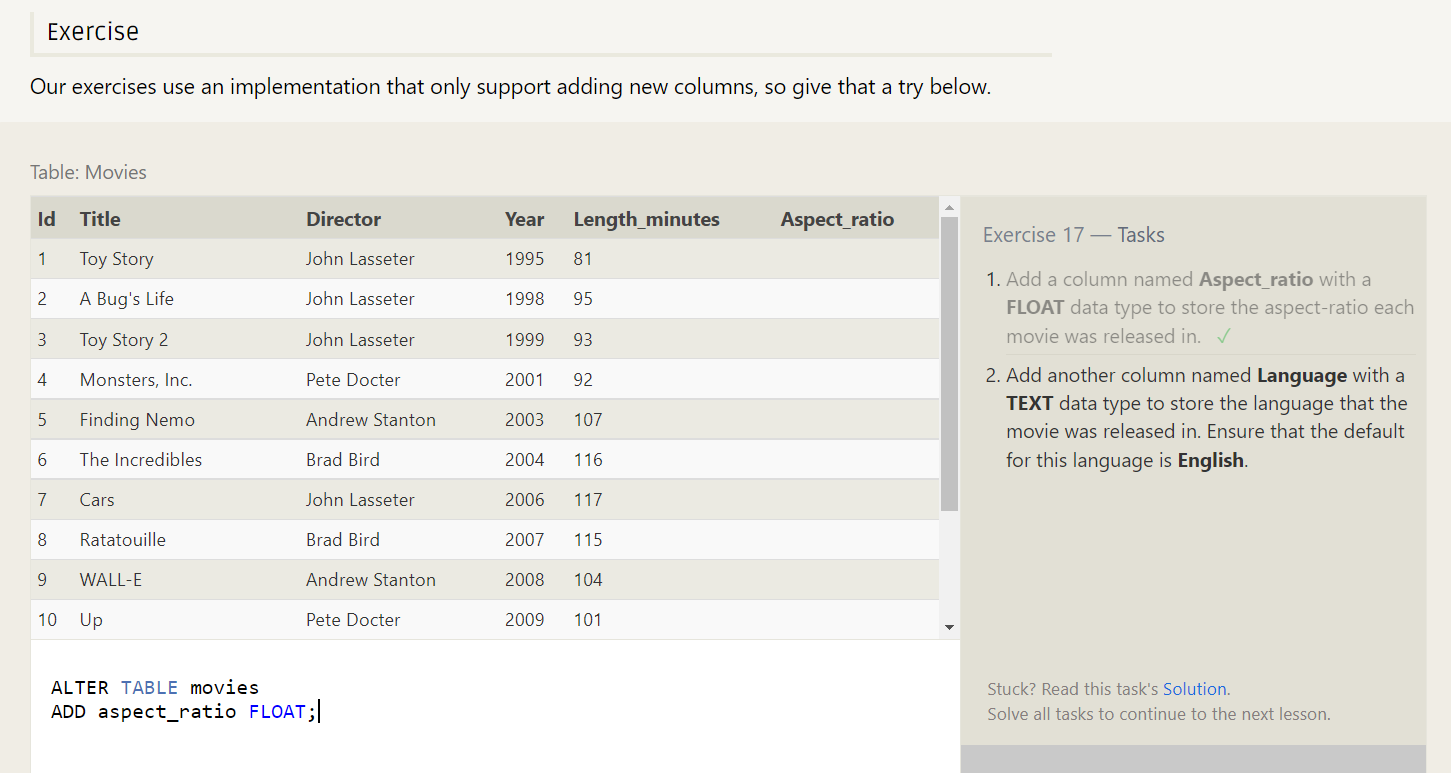 Exercise
Our exercises use an implementation that only support adding new columns, so give that a try below.
Table: Movies
Id Title Director Year Length_minutes Aspect_ratio
1 Toy Story John Lasseter 1995 81
2 A Bug's Life John Lasseter 1998 95
3 Toy Story 2 John Lasseter 1999 93
4 Monsters, Inc. Pete Docter 2001 92
5 Finding Nemo Andrew Stanton 2003 107
6 The Incredibles Brad Bird 2004 116
7 Cars John Lasseter 2006 117
8 Ratatouille Brad Bird 2007 115
9 WALL-E Andrew Stanton 2008 104
10 Up Pete Docter 2009 101
ALTER TABLE movies
ADD aspect_ratio FLOAT;
Exercise 17 — Tasks
1. Add a column named Aspect_ratio with a
FLOAT data type to store the aspect-ratio each
movie was released in. ✓
2. Add another column named Language with a
TEXT data type to store the language that the
movie was released in. Ensure that the default
for this language is English.
Stuck? Read this task's Solution.
Solve all tasks to continue to the next lesson.